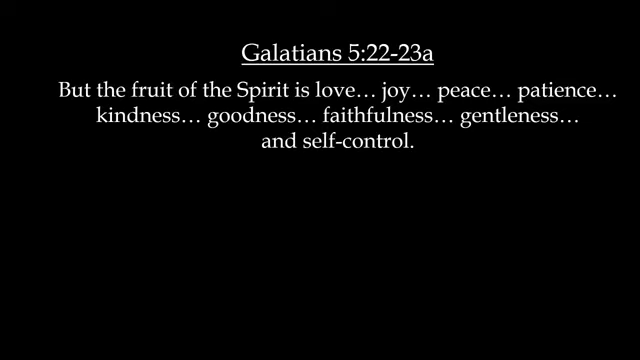 Galatians 5:22-23a
But the fruit of the Spirit is love… joy… peace… patience…
kindness… goodness… faithfulness… gentleness…
and self-control.